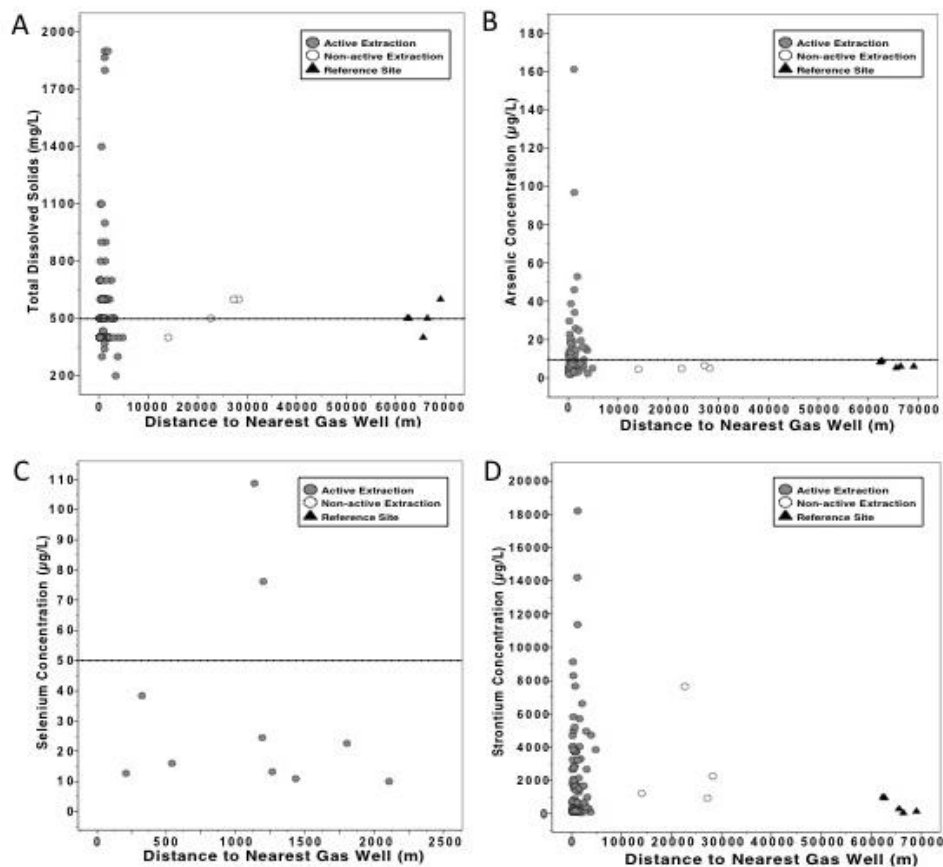 A
Total Dissolved Solids (mg/L)
2000
1700
1400
1100
800
500
200
Active Extraction
Non-active Extraction
Reference Site
0 10000 20000 30000 40000 50000 60000 70000
Distance to Nearest Gas Well (m)
B
Arsenic Concentration (µg/L)
180
160
140
120
100
80
60
40
20
0
Active Extraction
Non-active Extraction
Reference Site
0 10000 20000 30000 40000 50000 60000 70000
Distance to Nearest Gas Well (m)
C
Selenium Concentration (µg/L)
110
100
90
80
70
60
50
40
30
20
10
0
Active Extraction
Non-active Extraction
Reference Site
0 500 1000 1500 2000 2500
Distance to Nearest Gas Well (m)
D
Strontium Concentration (µg/L)
20000
18000
16000
14000
12000
10000
8000
6000
4000
2000
0
Active Extraction
Non-active Extraction
Reference Site
0 10000 20000 30000 40000 50000 60000 70000
Distance to Nearest Gas Well (m)